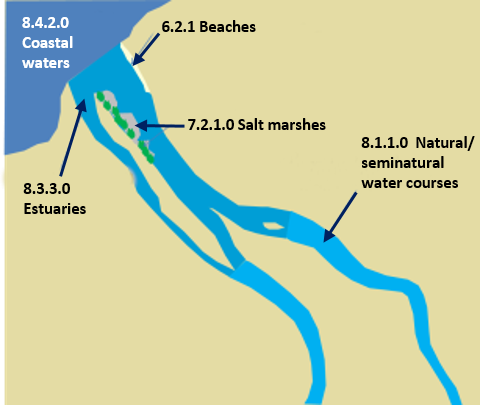 8.4.2.0
Coastal
waters
6.2.1 Beaches
7.2.1.0 Salt marshes
8.1.1.0 Natural/
seminatural
water courses
8.3.3.0
Estuaries